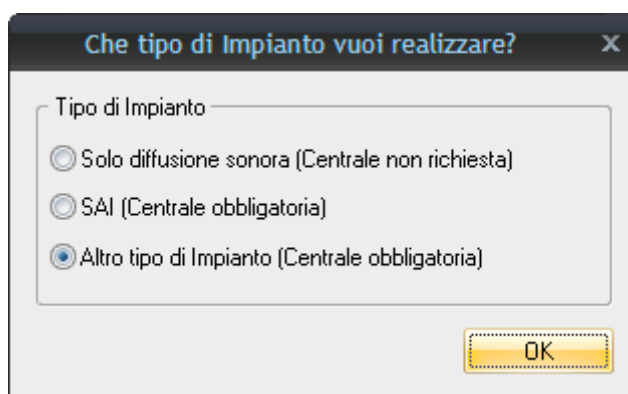 Che tipo di Impianto vuoi realizzare?
Tipo di Impianto
Solo diffusione sonora (Centrale non richiesta)
SAI (Centrale obbligatoria)
Altro tipo di Impianto (Centrale obbligatoria)
OK